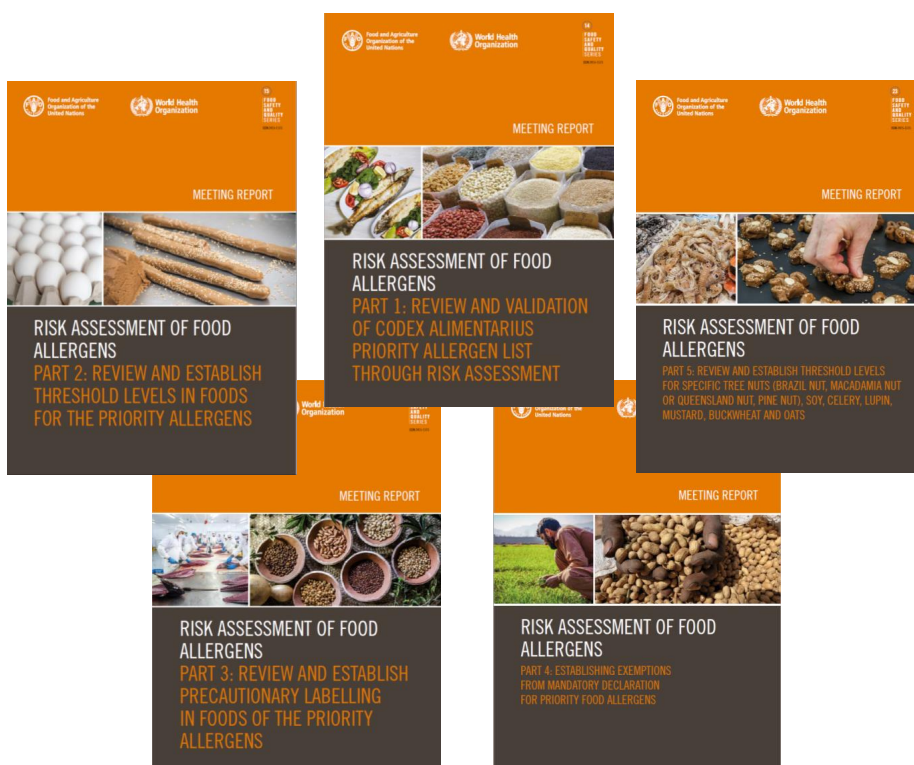 Food and Agriculture
Organization of the
United Nations
World Health
Organization
14
FOOD
SAFETY
AND
QUALITY
SERIES
MEETING REPORT
RISK ASSESSMENT OF FOOD
ALLERGENS
PART 1: REVIEW AND VALIDATION
OF CODEX ALIMENTARIUS
PRIORITY ALLERGEN LIST
THROUGH RISK ASSESSMENT
Food and Agriculture
Organization of the
United Nations
World Health
Organization
15
FOOD
SAFETY
AND
QUALITY
SERIES
MEETING REPORT
RISK ASSESSMENT OF FOOD
ALLERGENS
PART 2: REVIEW AND ESTABLISH
THRESHOLD LEVELS IN FOODS
FOR THE PRIORITY ALLERGENS
Food and Agriculture
Organization of the
United Nations
World Health
Organization
23
FOOD
SAFETY
AND
QUALITY
SERIES
MEETING REPORT
RISK ASSESSMENT OF FOOD
ALLERGENS
PART 5: REVIEW AND ESTABLISH THRESHOLD LEVELS
FOR SPECIFIC TREE NUTS (BRAZIL NUT, MACADAMIA NUT
OR QUEENSLAND NUT, PINE NUT), SOY, CELERY, LUPIN,
MUSTARD, BUCKWHEAT AND OATS
World
Organization
QUALITY
SERIES
MEETING REPORT
RISK ASSESSMENT OF FOOD
ALLERGENS
PART 3: REVIEW AND ESTABLISH
PRECAUTIONARY LABELLING
IN FOODS OF THE PRIORITY
ALLERGENS
Organization of the
United Nations
MEETING REPORT
RISK ASSESSMENT OF FOOD
ALLERGENS
PART 4: ESTABLISHING EXEMPTIONS
FROM MANDATORY DECLARATION
FOR PRIORITY FOOD ALLERGENS